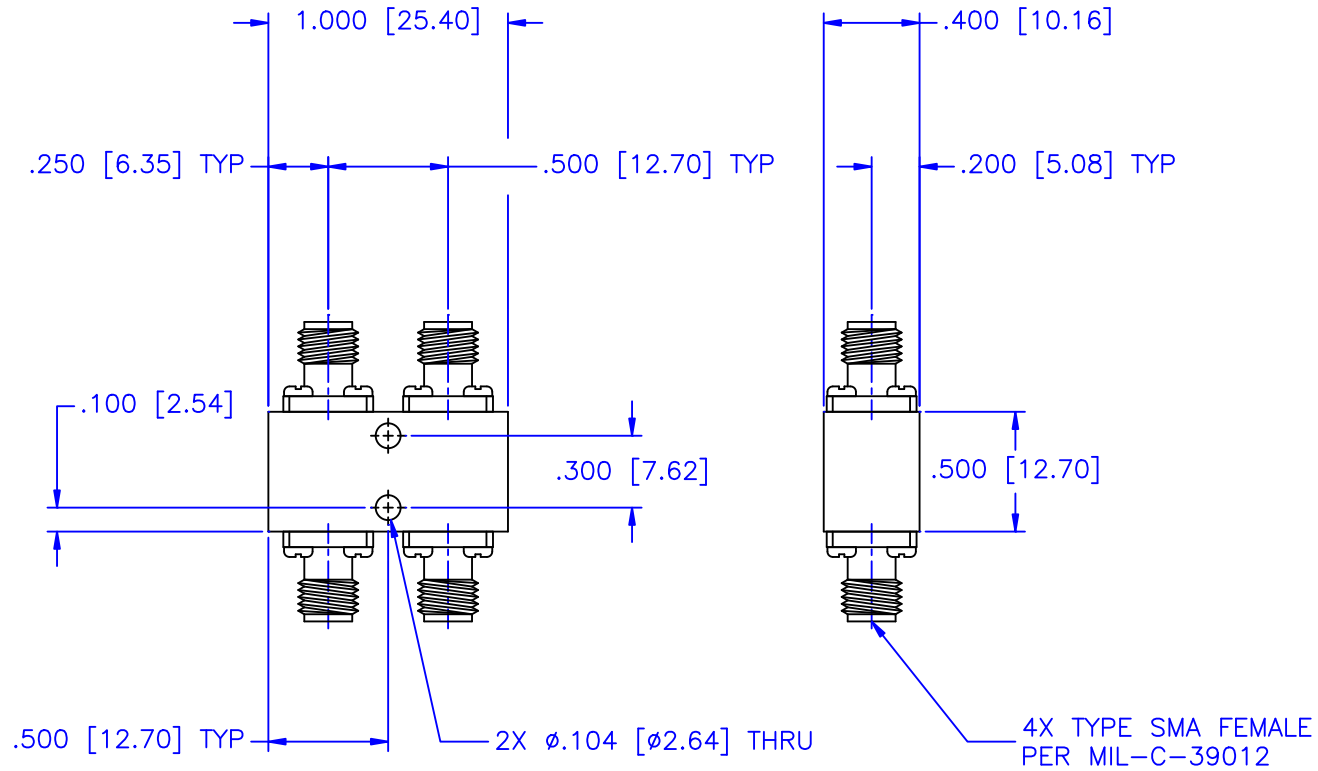 1.000 [25.40]
.400 [10.16]
.250 [6.35] TYP
.500 [12.70] TYP
.200 [5.08] TYP
.100 [2.54]
.300 [7.62]
.500 [12.70]
.500 [12.70] TYP
2X ø.104 [ø2.64] THRU
4X TYPE SMA FEMALE
PER MIL-C-39012